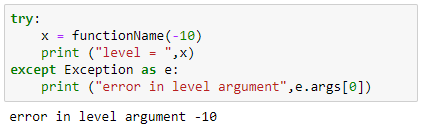 try:
    x = functionName(-10)
    print ("level = ",x)
except Exception as e:
    print ("error in level argument",e.args[0])
error in level argument -10